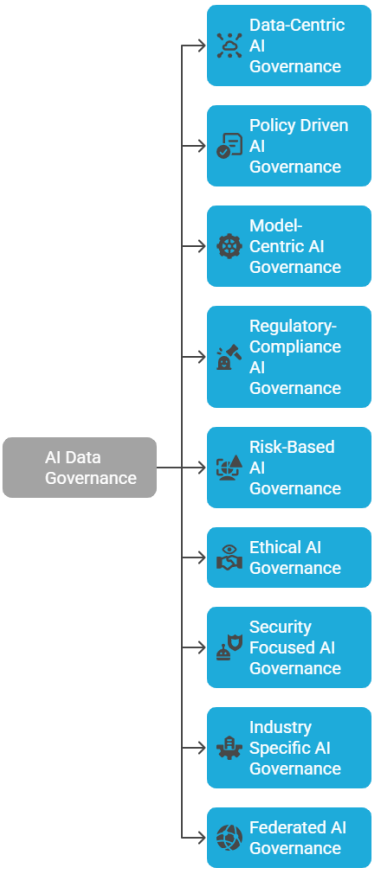 Data-Centric
AI
Governance
Policy Driven
AI
Governance
Model-
Centric AI
Governance
Regulatory-
Compliance
AI
Governance
AI Data
Governance
Risk-Based
AI
Governance
Ethical AI
Governance
Security
Focused AI
Governance
Industry
Specific AI
Governance
Federated AI
Governance